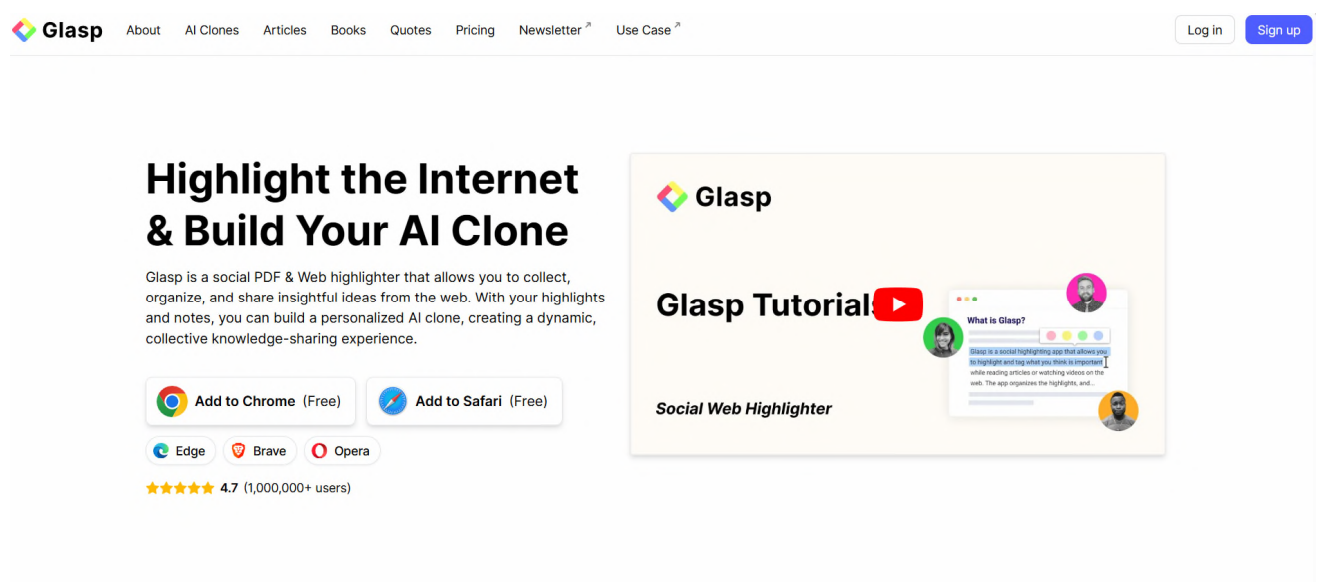 Glasp
About
AI Clones
Articles
Books
Quotes
Pricing
Newsletter↗
Use Case↗
Log in
Sign up
Highlight the Internet
& Build Your AI Clone
Glasp is a social PDF & Web highlighter that allows you to collect,
organize, and share insightful ideas from the web. With your highlights
and notes, you can build a personalized AI clone, creating a dynamic,
collective knowledge-sharing experience.
Add to Chrome (Free)
Add to Safari (Free)
Edge
Brave
Opera
4.7 (1,000,000+ users)
Glasp
Glasp Tutorials
Social Web Highlighter
What is Glasp?
Glasp is a social highlighting app that allows you
to highlight and tag what you think is important
while reading articles or watching videos on the
web. The app organizes the highlights, and...